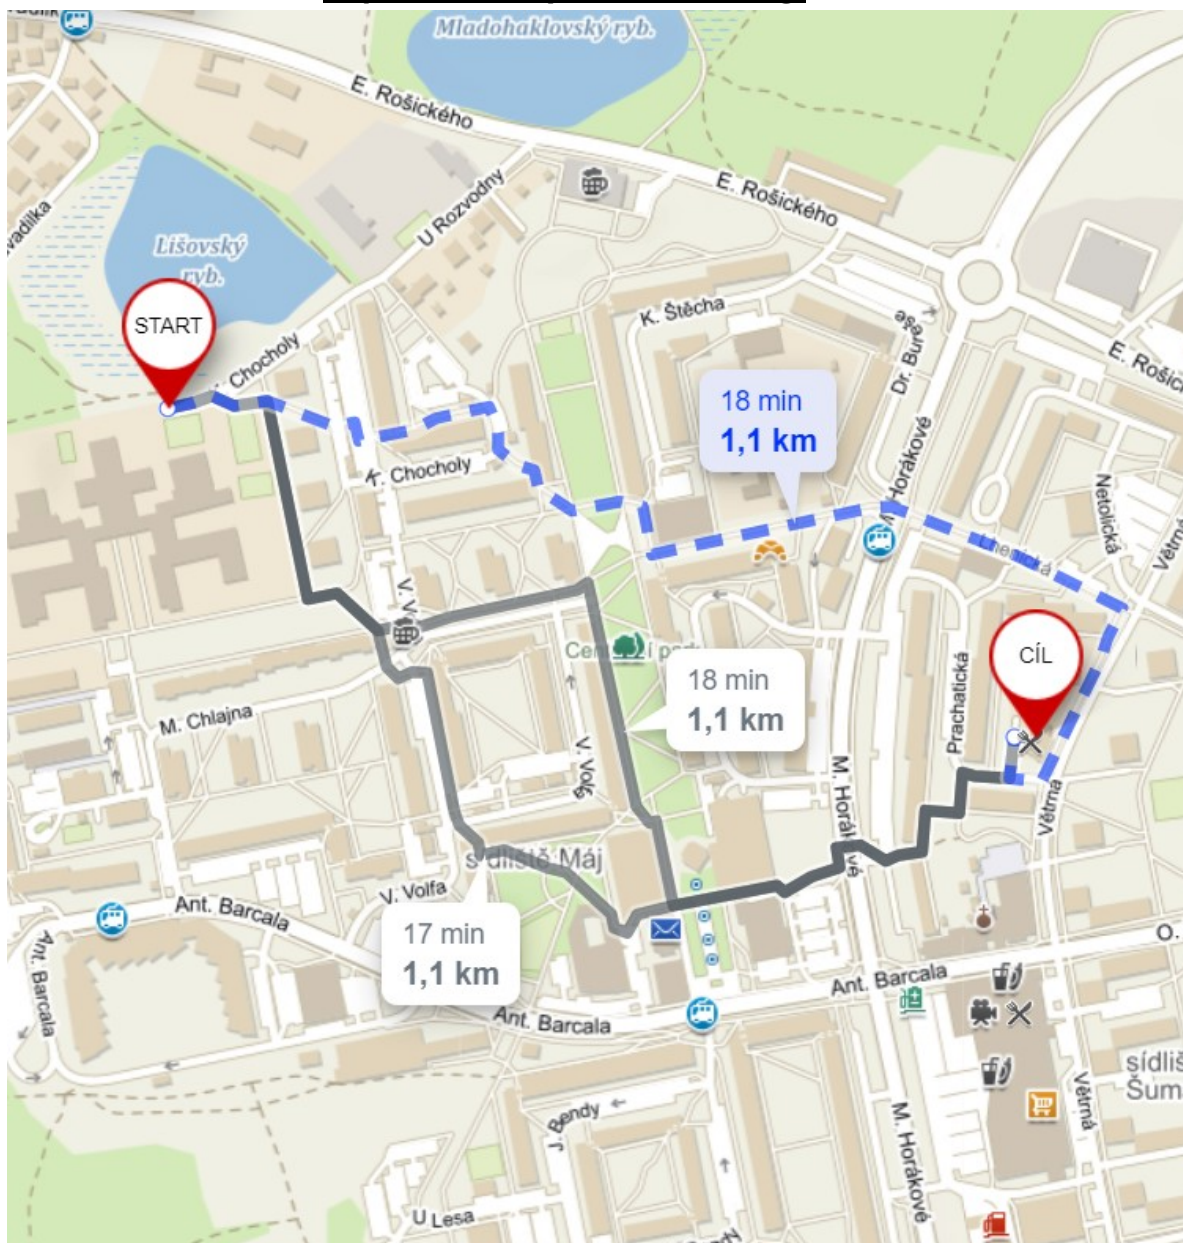 Mladohaklovský ryb.
E. Rošického
U Rozvodny
E. Rošického
Lišovský
ryb.
START
Chocholy
K. Štěcha
Dr. Bureše
E. Rošic
18 min
1,1 km
K. Chocholy
M. Horákové
Netolická
Větrná
Lhenická
CÍL
Prachatická
18 min
1,1 km
M. Chlajna
V. Volfa
M. Horákové
Větrná
sídliště Máj
V. Volfa
Ant. Barcala
17 min
1,1 km
Ant. Barcala
O.
Ant. Barcala
Ant. Barcala
sídliš
Šum
J. Bendy
M. Horákové
Větrná
U Lesa